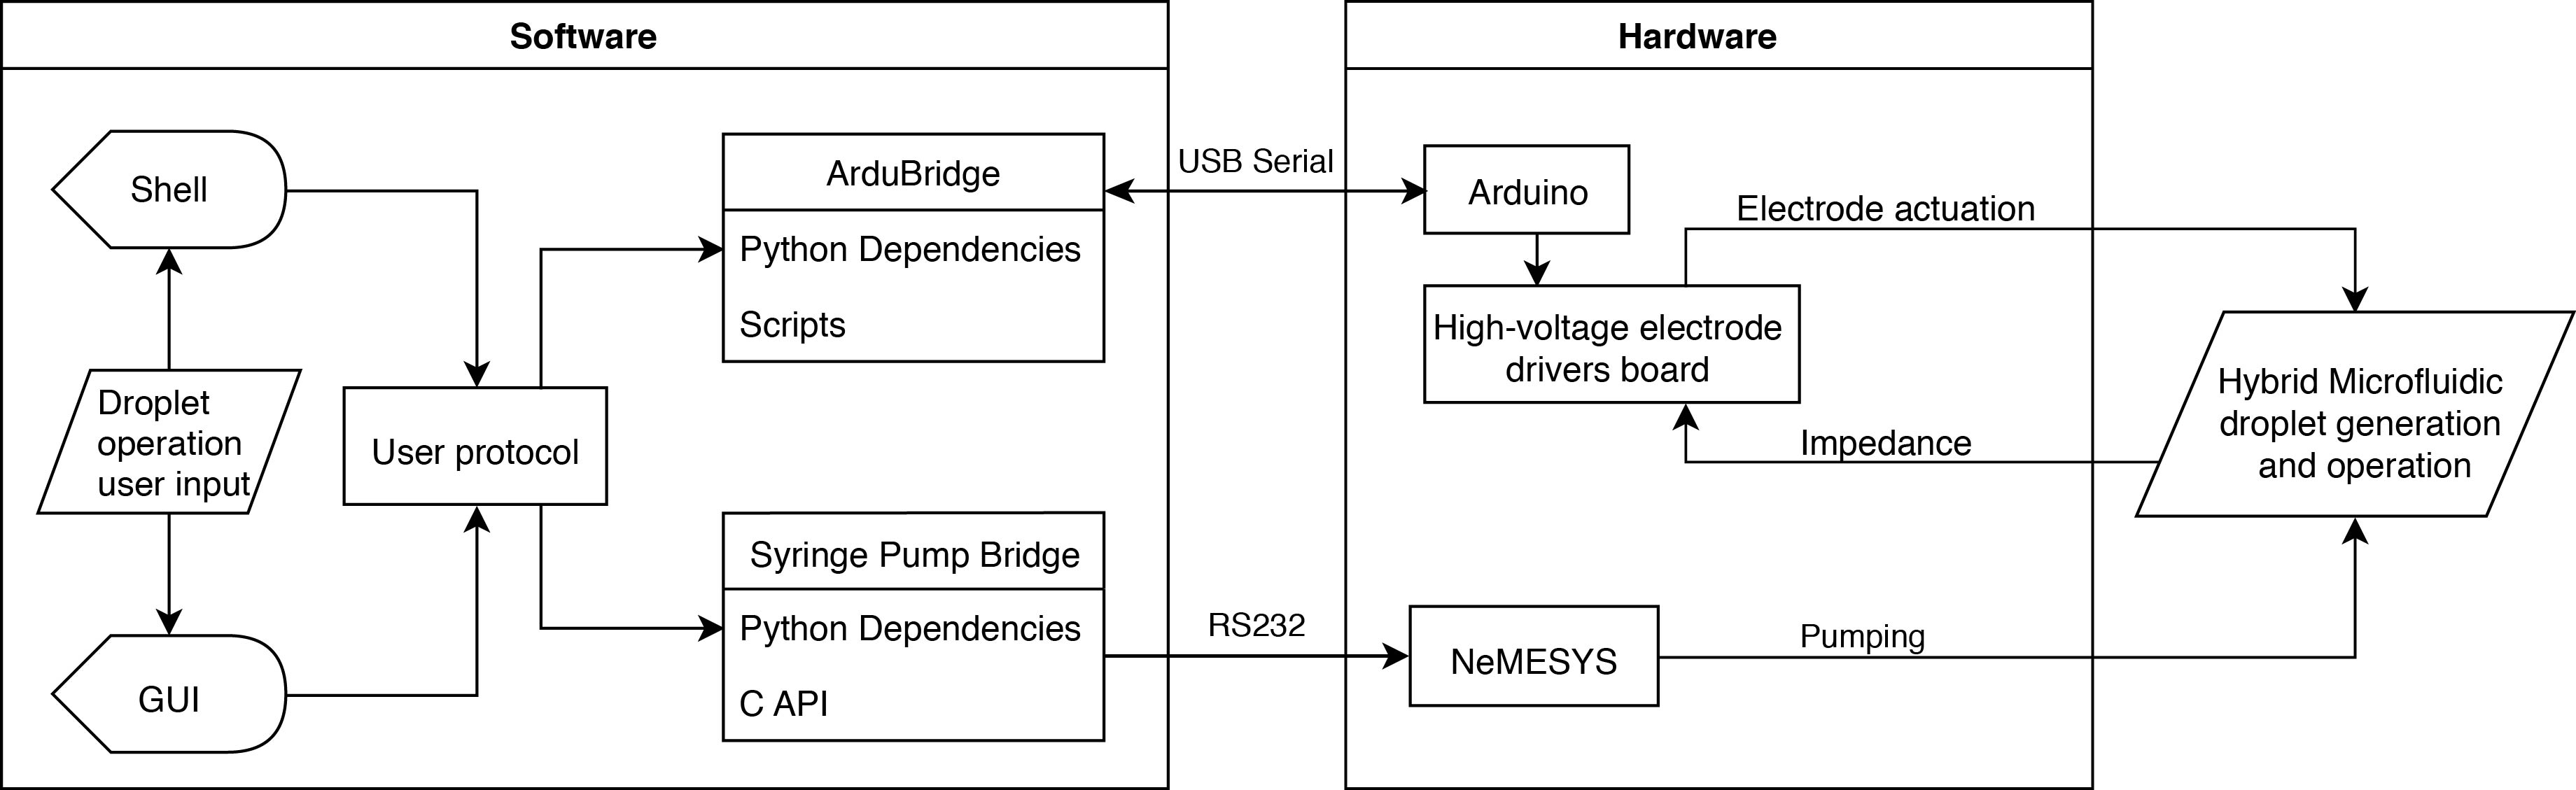 Software
Shell
Droplet
operation
user input
GUI
User protocol
ArduBridge
Python Dependencies
Scripts
Syringe Pump Bridge
Python Dependencies
C API
USB Serial
RS232
Hardware
Arduino
High-voltage electrode
drivers board
NeMESYS
Electrode actuation
Impedance
Pumping
Hybrid Microfluidic
droplet generation
and operation